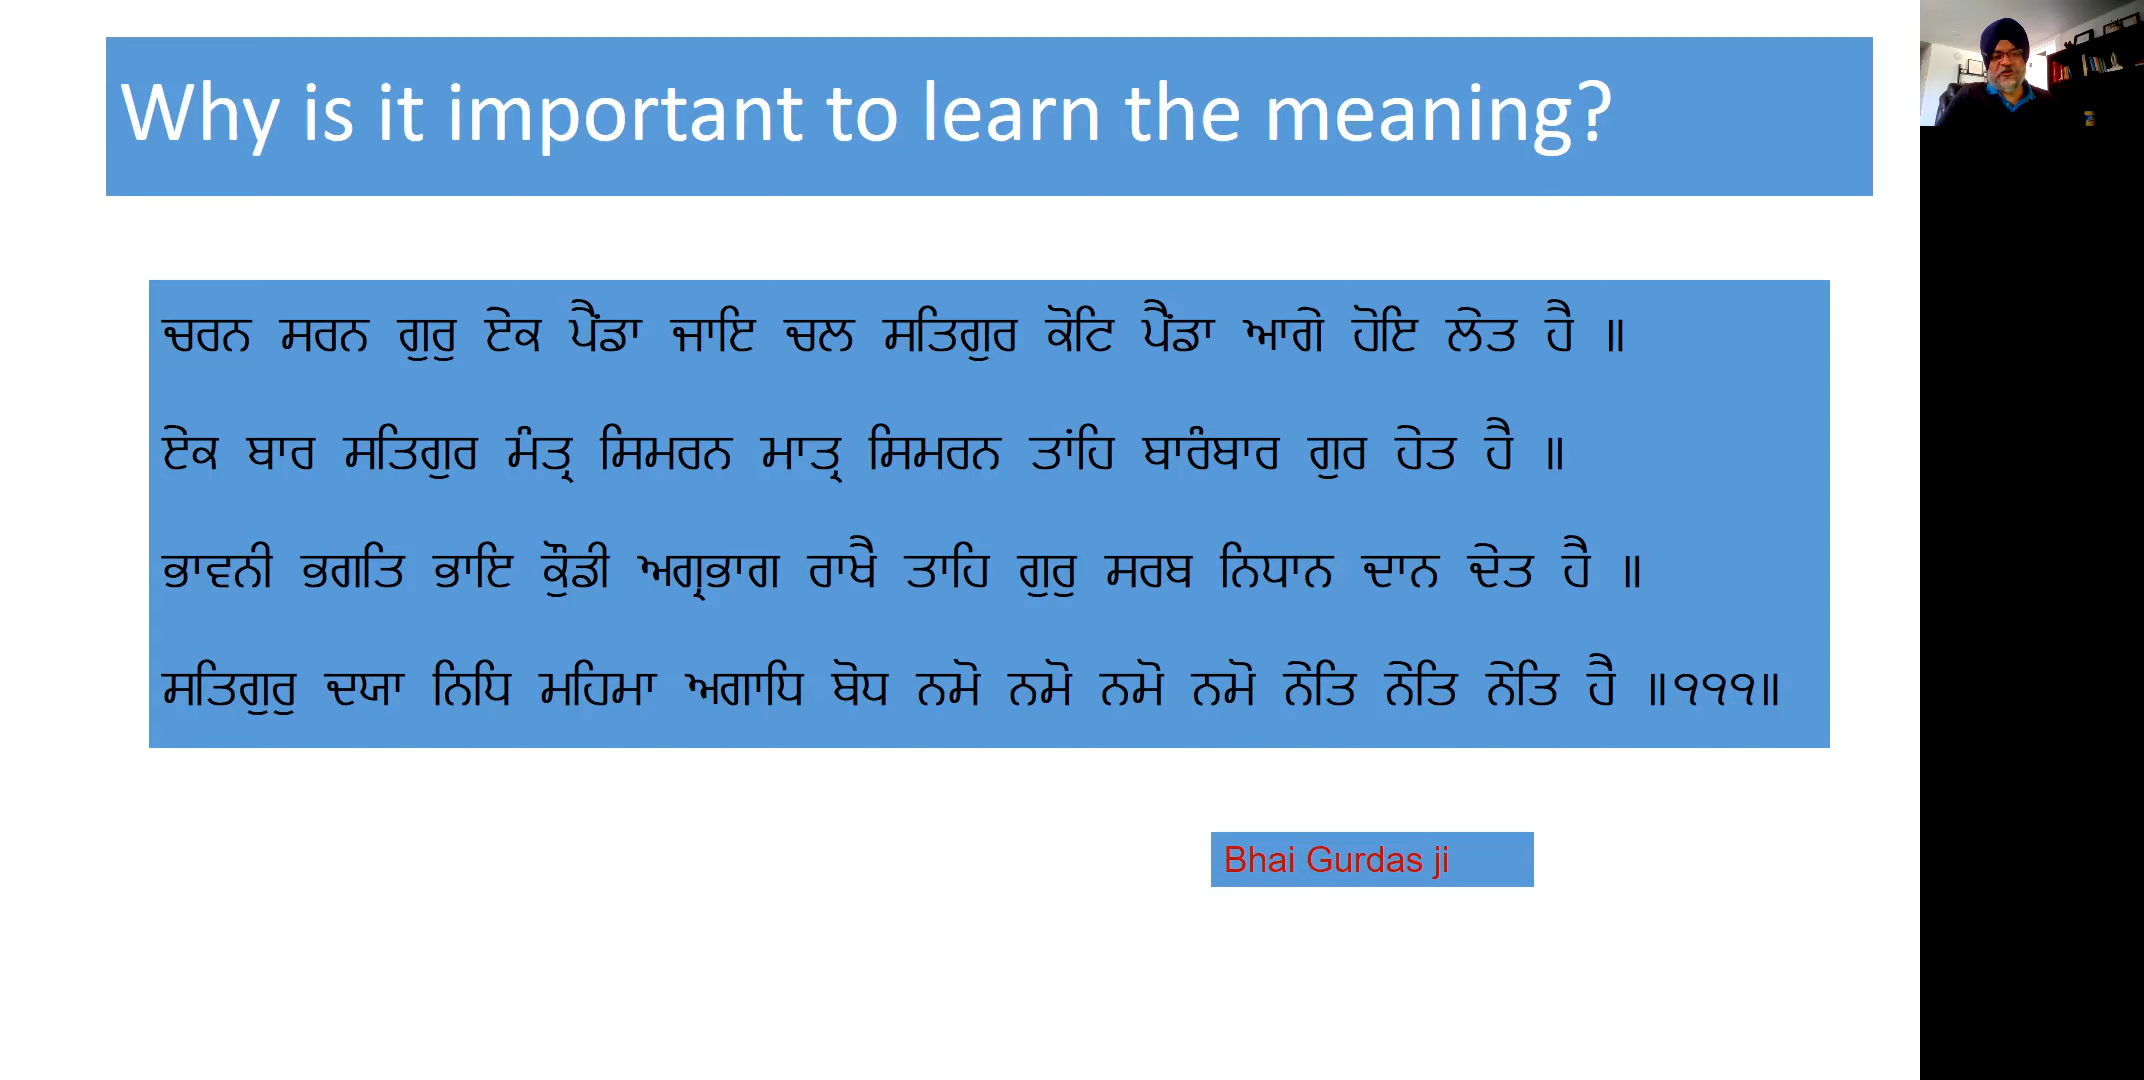 Why is it important to learn the meaning?
ਚਰਨ ਸਰਨ ਗੁਰੁ ਏਕ ਪੈਂਡਾ ਜਾਇ ਚਲ ਸਤਿਗੁਰ ਕੋਟਿ ਪੈਂਡਾ ਆਗੇ ਹੋਇ ਲੇਤ ਹੈ ॥
ਏਕ ਬਾਰ ਸਤਿਗੁਰ ਮੰਤ੍ਰ ਸਿਮਰਨ ਮਾਤ੍ਰ ਸਿਮਰਨ ਤਾਂਹਿ ਬਾਰੰਬਾਰ ਗੁਰ ਹੇਤ ਹੈ ॥
ਭਾਵਨੀ ਭਗਤਿ ਭਾਇ ਕੌੁਡੀ ਅਗ੍ਰਭਾਗ ਰਾਖੈ ਤਾਹਿ ਗੁਰੁ ਸਰਬ ਨਿਧਾਨ ਦਾਨ ਦੇਤ ਹੈ ॥
ਸਤਿਗੁਰੁ ਦਯਾ ਨਿਧਿ ਮਹਿਮਾ ਅਗਾਧਿ ਬੋਧ ਨਮੋ ਨਮੋ ਨਮੋ ਨਮੋ ਨੇਤਿ ਨੇਤਿ ਨੇਤਿ ਹੈ ॥੧੧੧॥
Bhai Gurdas ji